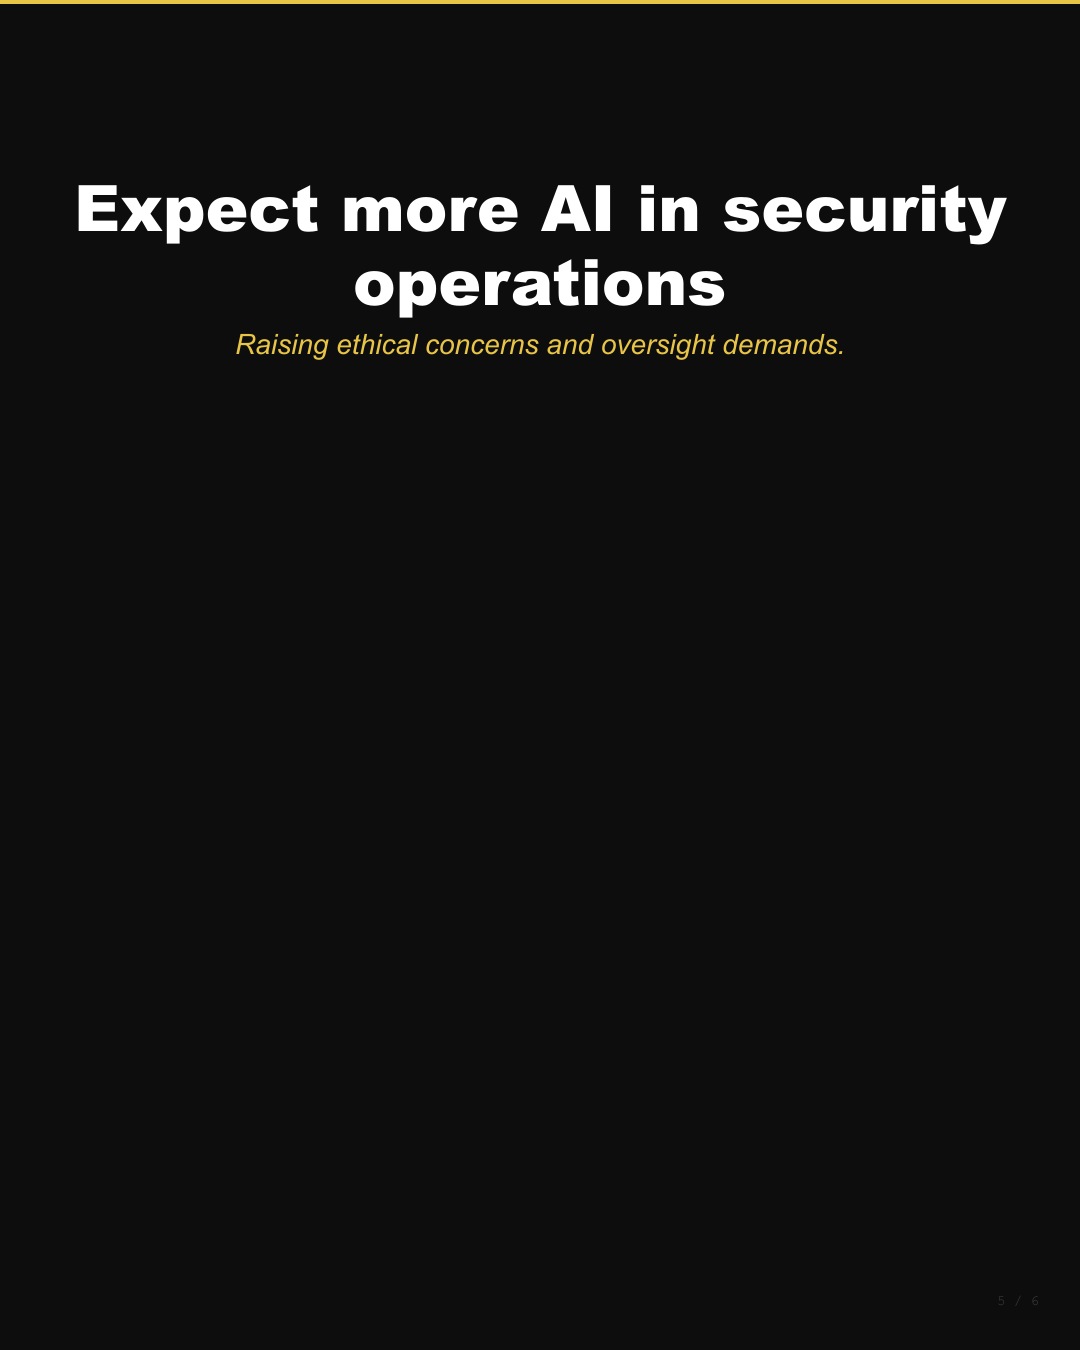 Expect more AI in security
operations
Raising ethical concerns and oversight demands.
5 / 6